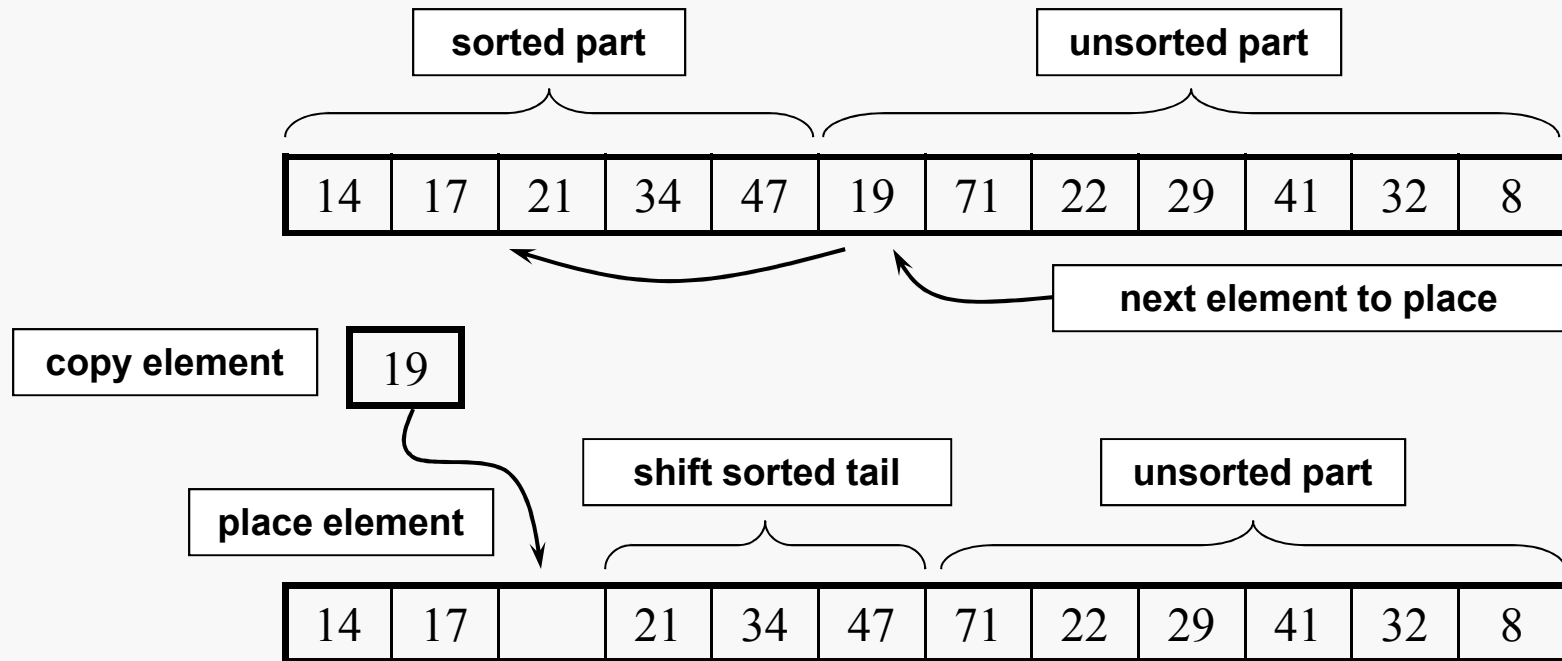 sorted part unsorted part
14 17 21 34 47 19 71 22 29 41 32 8
next element to place
copy element 19
shift sorted tail unsorted part
place element
14 17 21 34 47 71 22 29 41 32 8